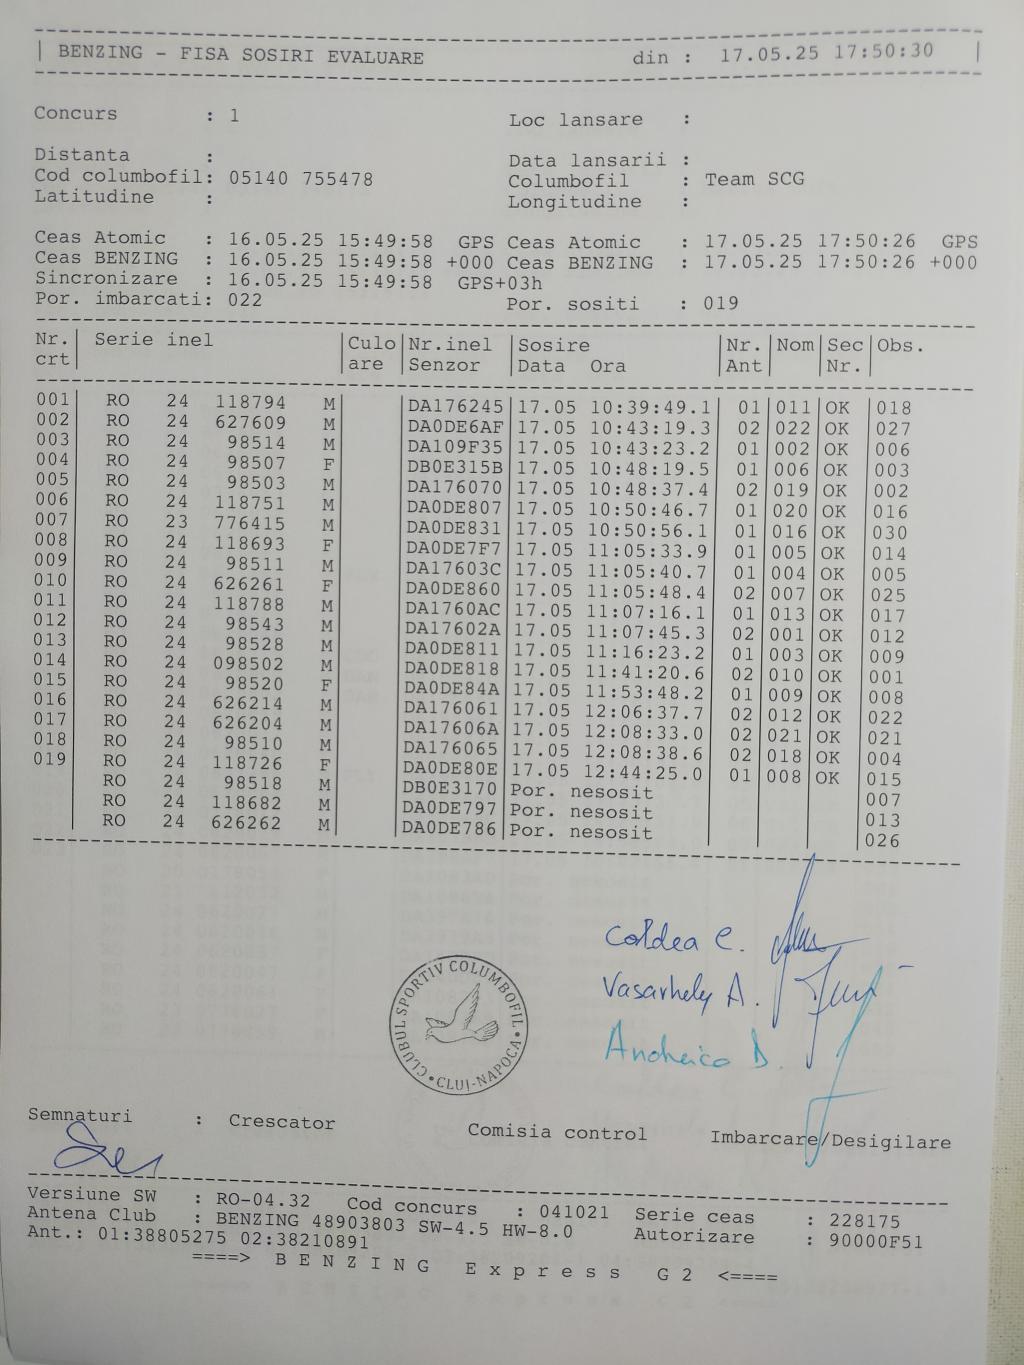 BENZING - FISA SOSIRI EVALUARE din : 17.05.25 17:50:30
Concurs : 1 Loc lansare :
Distanta : Data lansarii :
Cod columbofil: 05140 755478 Columbofil : Team SCG
Latitudine : Longitudine :
Ceas Atomic : 16.05.25 15:49:58 GPS Ceas Atomic : 17.05.25 17:50:26 GPS
Ceas BENZING : 16.05.25 15:49:58 +000 Ceas BENZING : 17.05.25 17:50:26 +000
Sincronizare : 16.05.25 15:49:58 GPS+03h
Por. imbarcati: 022 Por. sositi : 019
Nr. Serie inel Culo Nr.inel Sosire Nr. Nom Sec Obs.
crt are Senzor Data Ora Ant Nr.
001 RO 24 118794 M DA176245 17.05 10:39:49.1 01 011 OK 018
002 RO 24 627609 M DA0DE6AF 17.05 10:43:19.3 02 022 OK 027
003 RO 24 98514 M DA109F35 17.05 10:43:23.2 01 002 OK 006
004 RO 24 98507 F DB0E315B 17.05 10:48:19.5 01 006 OK 003
005 RO 24 98503 M DA176070 17.05 10:48:37.4 02 019 OK 002
006 RO 24 118751 M DA0DE807 17.05 10:50:46.7 01 020 OK 016
007 RO 23 776415 M DA0DE831 17.05 10:50:56.1 01 016 OK 030
008 RO 24 118693 F DA0DE7F7 17.05 11:05:33.9 01 005 OK 014
009 RO 24 98511 M DA17603C 17.05 11:05:40.7 01 004 OK 005
010 RO 24 626261 F DA0DE860 17.05 11:05:48.4 02 007 OK 025
011 RO 24 118788 M DA1760AC 17.05 11:07:16.1 01 013 OK 017
012 RO 24 98543 M DA17602A 17.05 11:07:45.3 02 001 OK 012
013 RO 24 98528 M DA0DE811 17.05 11:16:23.2 01 003 OK 009
014 RO 24 098502 M DA0DE818 17.05 11:41:20.6 02 010 OK 001
015 RO 24 98520 F DA0DE84A 17.05 11:53:48.2 01 009 OK 008
016 RO 24 626214 M DA176061 17.05 12:06:37.7 02 012 OK 022
017 RO 24 626204 M DA17606A 17.05 12:08:33.0 02 021 OK 021
018 RO 24 98510 M DA176065 17.05 12:08:38.6 02 018 OK 004
019 RO 24 118726 F DA0DE80E 17.05 12:44:25.0 01 008 OK 015
RO 24 98518 M DB0E3170 Por. nesosit 007
RO 24 118682 M DA0DE797 Por. nesosit 013
RO 24 626262 M DA0DE786 Por. nesosit 026
Coldea C.
Vasarhely A.
Andreico D.
CLUBUL SPORTIV COLUMBOFIL
• CLUJ-NAPOCA •
Semnaturi : Crescator Comisia control Imbarcare/Desigilare
Versiune SW : RO-04.32 Cod concurs : 041021 Serie ceas : 228175
Antena Club : BENZING 48903803 SW-4.5 HW-8.0 Autorizare : 90000F51
Ant.: 01:38805275 02:38210891
====> B E N Z I N G E x p r e s s G 2 <====